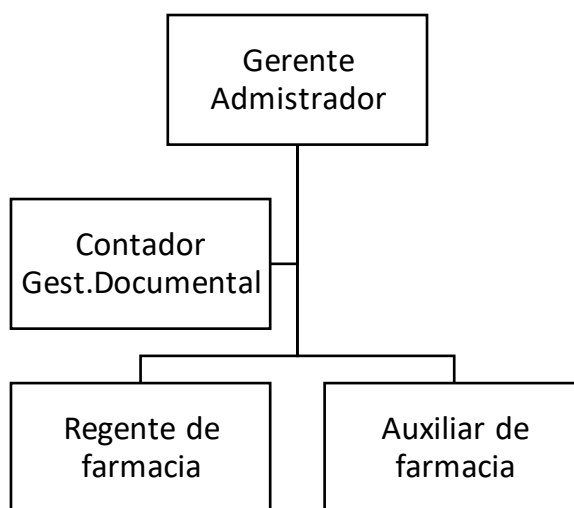 Gerente
Admistrador
Contador
Gest.Documental
Regente de
farmacia
Auxiliar de
farmacia